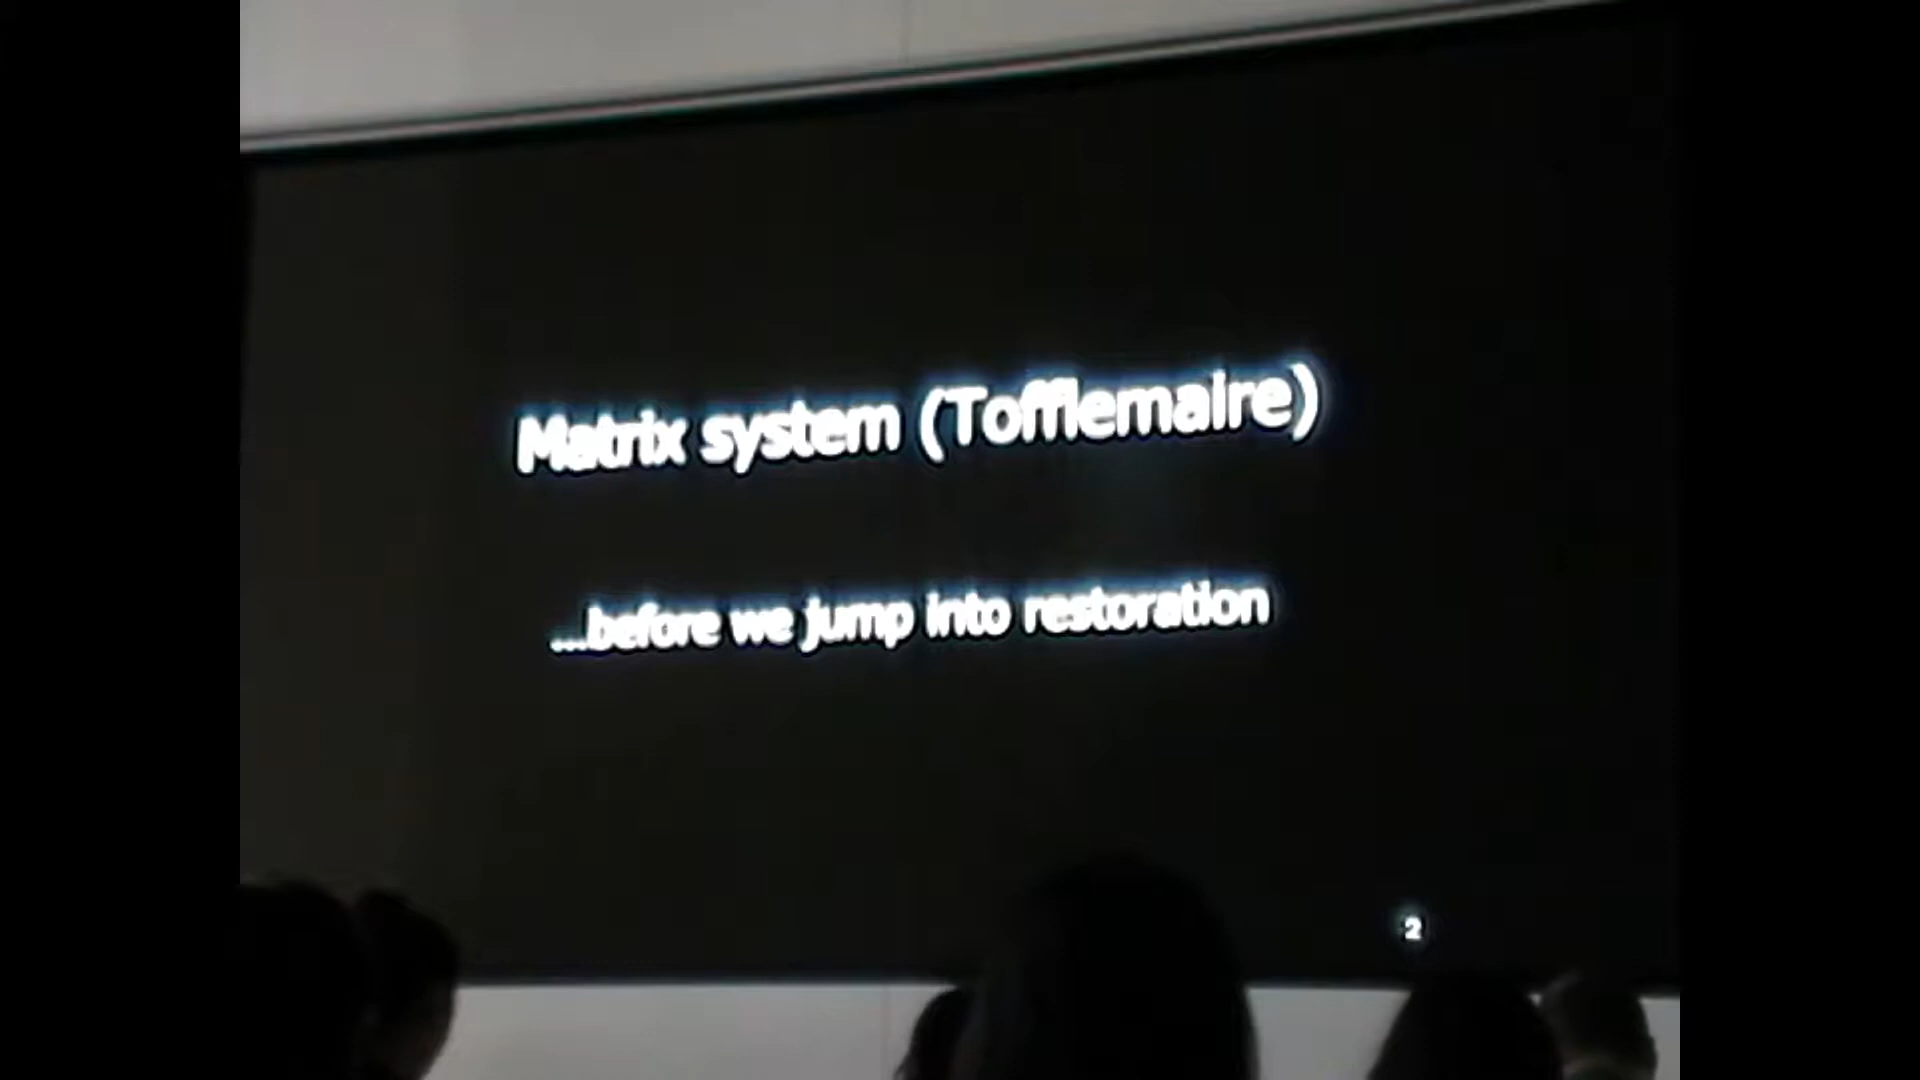 Matrix system (Tofflemaire)
...before we jump into restoration
2